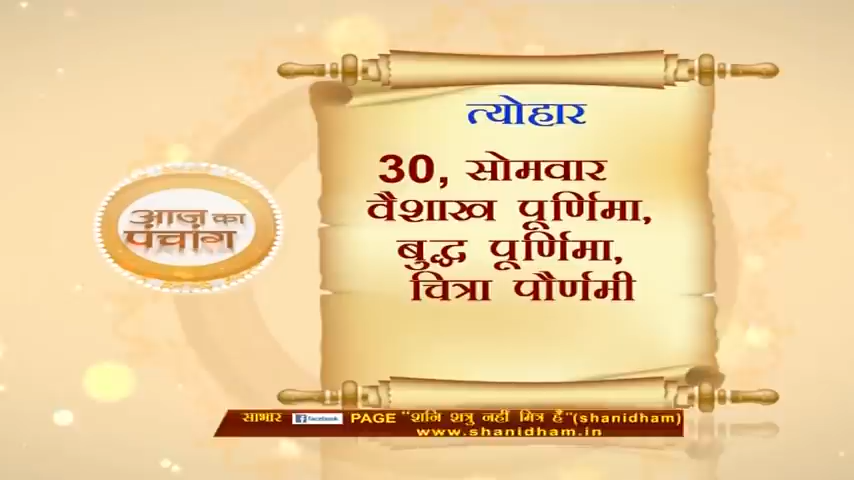 त्योहार
30, सोमवार
वैशाख पूर्णिमा,
बुद्ध पूर्णिमा,
चित्रा पौर्णमी
आज का
पंचांग
साभार facebook PAGE "शनि शत्रु नहीं मित्र हैं"(shanidham)
www.shanidham.in